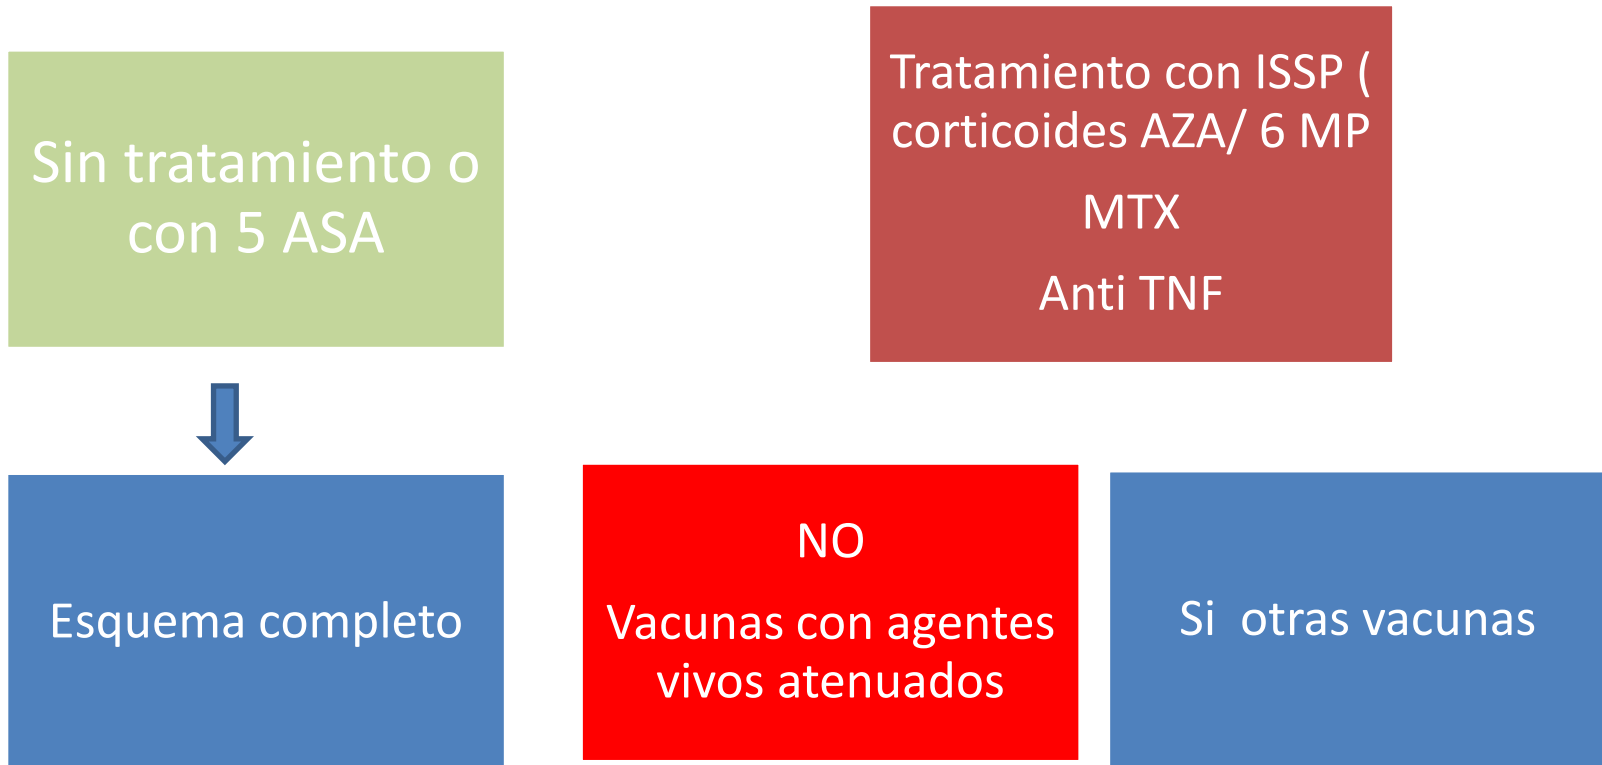 Sin tratamiento o
con 5 ASA
Tratamiento con ISSP (
corticoides AZA/ 6 MP
MTX
Anti TNF
Esquema completo
NO
Vacunas con agentes
vivos atenuados
Si  otras vacunas